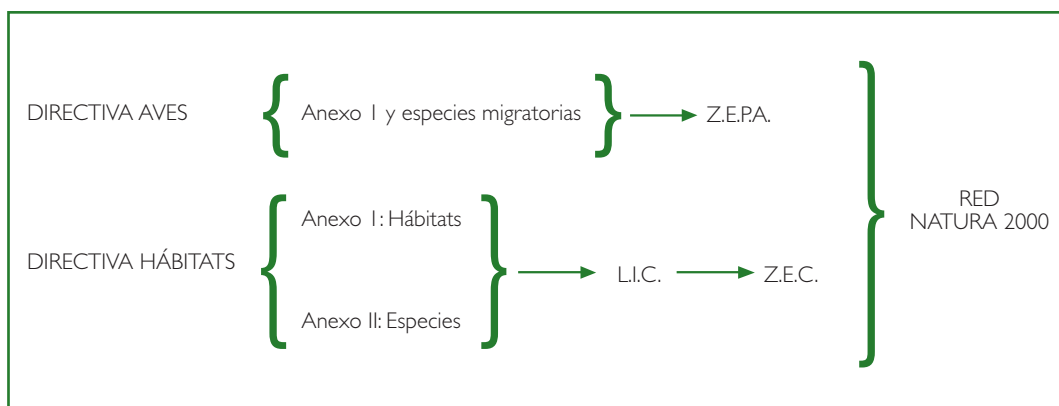 DIRECTIVA AVES
Anexo I y especies migratorias
Z.E.P.A.
DIRECTIVA HÁBITATS
Anexo I: Hábitats
Anexo II: Especies
L.I.C.
Z.E.C.
RED
NATURA 2000